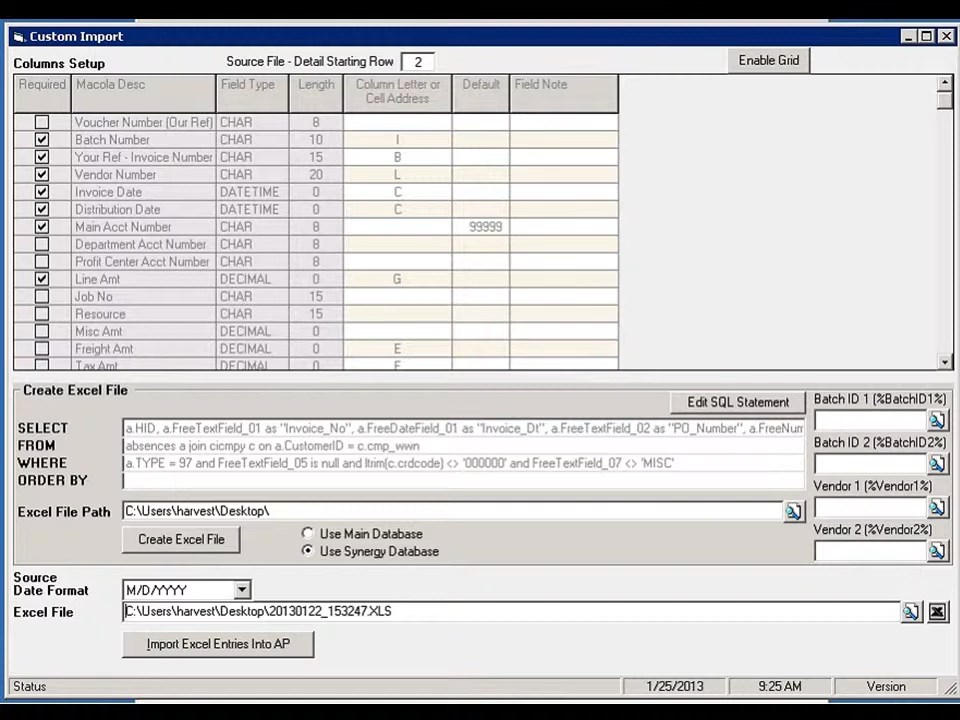 Custom Import
Columns Setup Source File - Detail Starting Row 2 Enable Grid
Required Macola Desc Field Type Length Column Letter or Cell Address Default Field Note
Voucher Number (Our Ref) CHAR 8
Batch Number CHAR 10 I
Your Ref - Invoice Number CHAR 15 B
Vendor Number CHAR 20 L
Invoice Date DATETIME 0 C
Distribution Date DATETIME 0 C
Main Acct Number CHAR 8 99999
Department Acct Number CHAR 8
Profit Center Acct Number CHAR 8
Line Amt DECIMAL 0 G
Job No CHAR 15
Resource CHAR 15
Misc Amt DECIMAL 0
Freight Amt DECIMAL 0 E
Tax Amt DECIMAL 0
Create Excel File
Edit SQL Statement
SELECT a.HID, a.FreeTextField_01 as "Invoice_No", a.FreeDateField_01 as "Invoice_Dt", a.FreeTextField_02 as "PO_Number", a.FreeNum
FROM absences a join cicmpy c on a.CustomerID = c.cmp_wwn
WHERE a.TYPE = 97 and FreeTextField_05 is null and ltrim(c.crdcode) <> '000000' and FreeTextField_07 <> 'MISC'
ORDER BY
Excel File Path C:\Users\harvest\Desktop\
Create Excel File
Use Main Database
Use Synergy Database
Batch ID 1 (%BatchID1%)
Batch ID 2 (%BatchID2%)
Vendor 1 (%Vendor1%)
Vendor 2 (%Vendor2%)
Source
Date Format M/D/YYYY
Excel File C:\Users\harvest\Desktop\20130122_153247.XLS
Import Excel Entries Into AP
Status 1/25/2013 9:25 AM Version